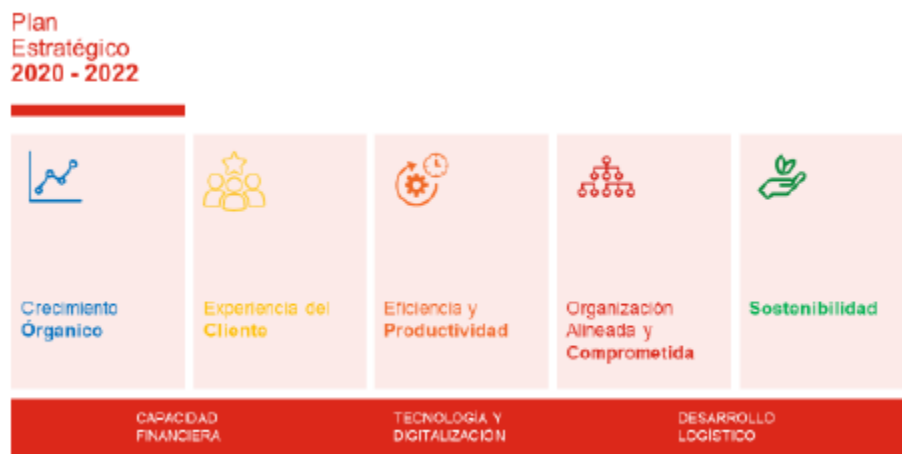 Plan
Estratégico
2020 - 2022
Crecimiento
Órganico
Experiencia del
Cliente
Eficiencia y
Productividad
Organización
Alineada y
Comprometida
Sostenibilidad
CAPACIDAD
FINANCIERA
TECNOLOGÍA Y
DIGITALIZACIÓN
DESARROLLO
LOGÍSTICO